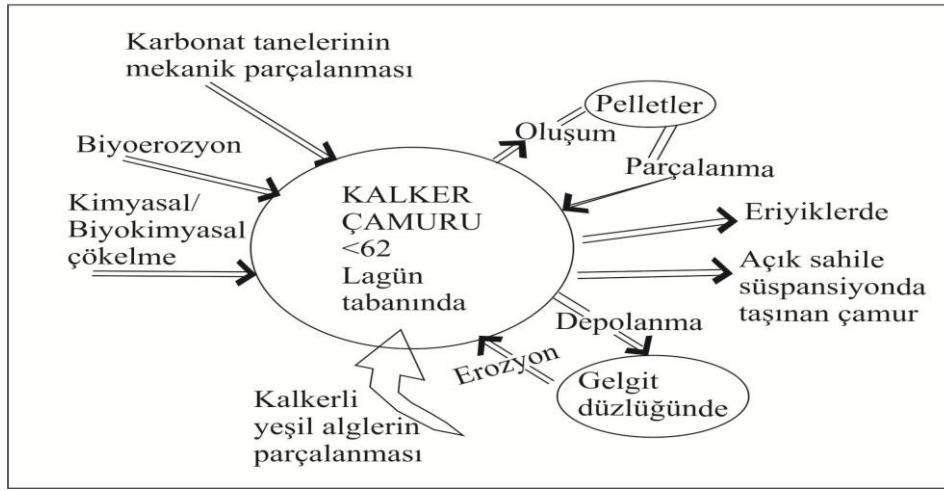 Karbonat tanelerinin
mekanik parçalanması
Biyoerozyon
Kimyasal/
Biyokimyasal
çökelme
KALKER
ÇAMURU
<62
Lagün
tabanında
Oluşum
Pelletler
Parçalanma
Eriyiklerde
Açık sahile
süspansiyonda
taşınan çamur
Depolanma
Erozyon
Gelgit
düzlüğünde
Kalkerli
yeşil alglerin
parçalanması